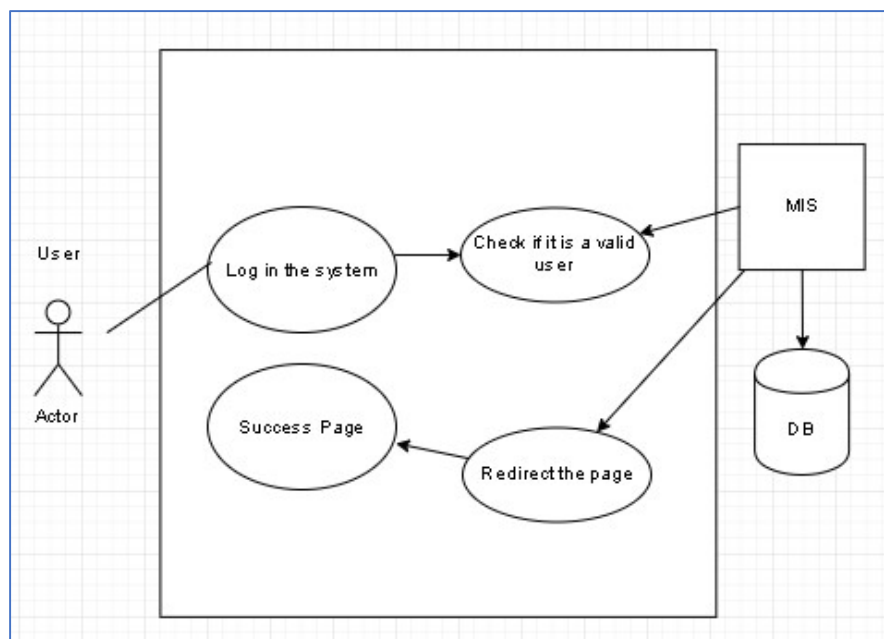 User
Actor
Log in the system
Check if it is a valid
user
MIS
Success Page
Redirect the page
DB